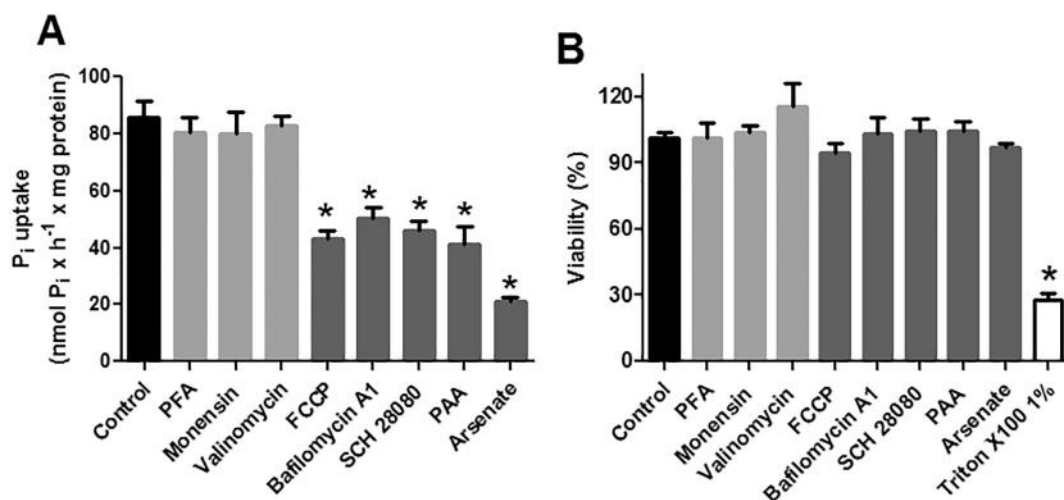 A
P_i uptake
(nmol P_i x h⁻¹ x mg protein)
100
80
60
40
20
0
* * * * *
Control
PFA
Monensin
Valinomycin
FCCP
Bafilomycin A1
SCH 28080
PAA
Arsenate
B
Viability (%)
120
90
60
30
0
*
Control
PFA
Monensin
Valinomycin
FCCP
Bafilomycin A1
SCH 28080
PAA
Arsenate
Triton X100 1%